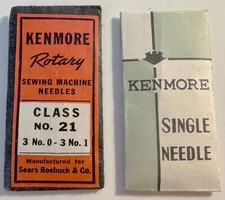 KENMORE
Rotary
SEWING MACHINE
NEEDLES
CLASS
NO. 21
3 No. 0 - 3 No. 1
Manufactured for
Sears Roebuck & Co.
KENMORE
SINGLE
NEEDLE